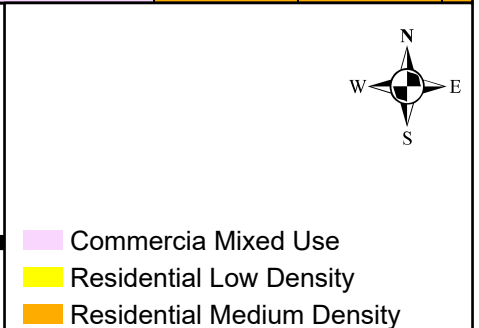 N
W E
S
Commercia Mixed Use
Residential Low Density
Residential Medium Density